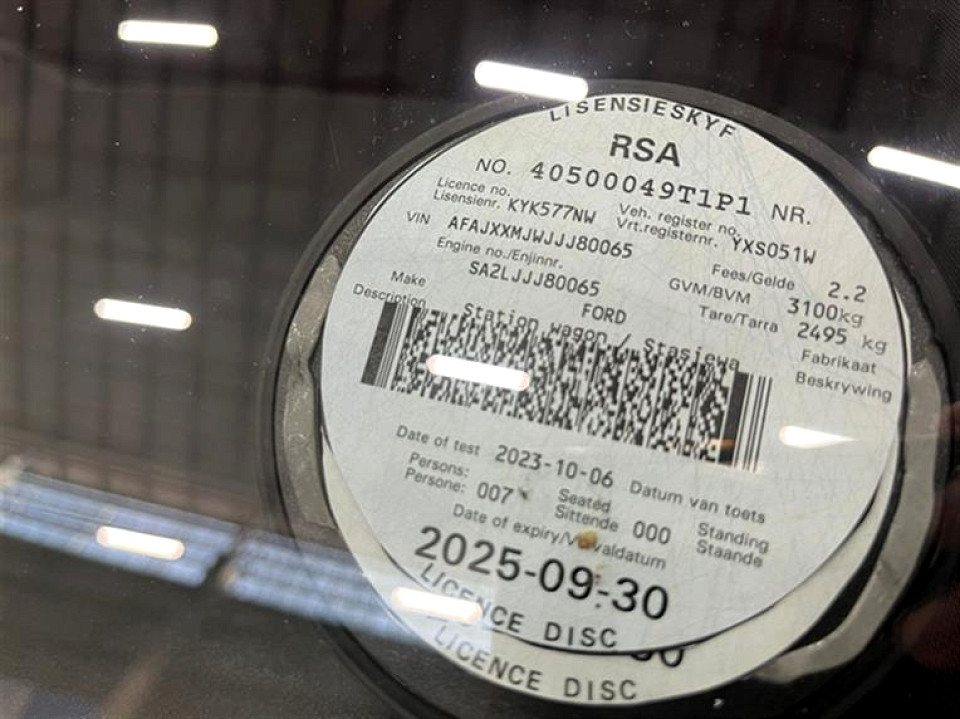 LISENSIESKYF
RSA
NO. 40500049T1P1 NR.
Licence no. Veh. register no.
Lisensienr. KYK577NW Vrt.registernr. YXS051W
VIN AFAJXXMJWJJJ80065 Fees/Gelde 2.2
Engine no./Enjinnr. GVM/BVM 3100kg
SA2LJJJ80065 Tare/Tarra 2495 kg
Make FORD Fabrikaat
Description Station wagon / Stasiewa Beskrywing
Date of test 2023-10-06 Datum van toets
Persons: Seated Standing
Persone: 007 Sittende 000 Staande
Date of expiry/Vervaldatum
2025-09-30
LICENCE DISC
LICENCE DISC